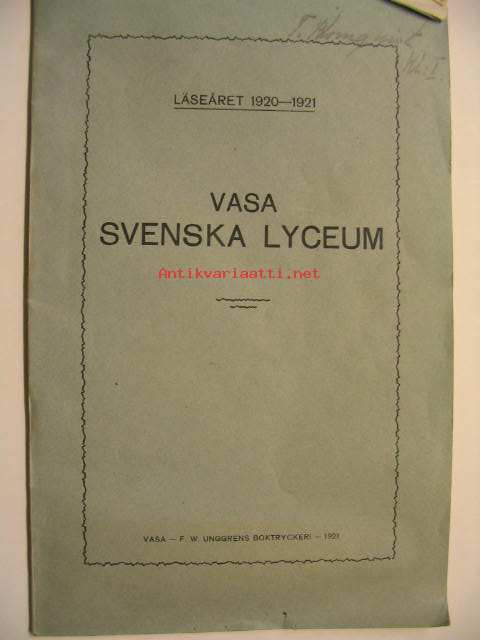 LÄSEÅRET 1920—1921
VASA
SVENSKA LYCEUM
Antikvariaatti.net
VASA — F. W. UNGGRENS BOKTRYCKERI — 1921